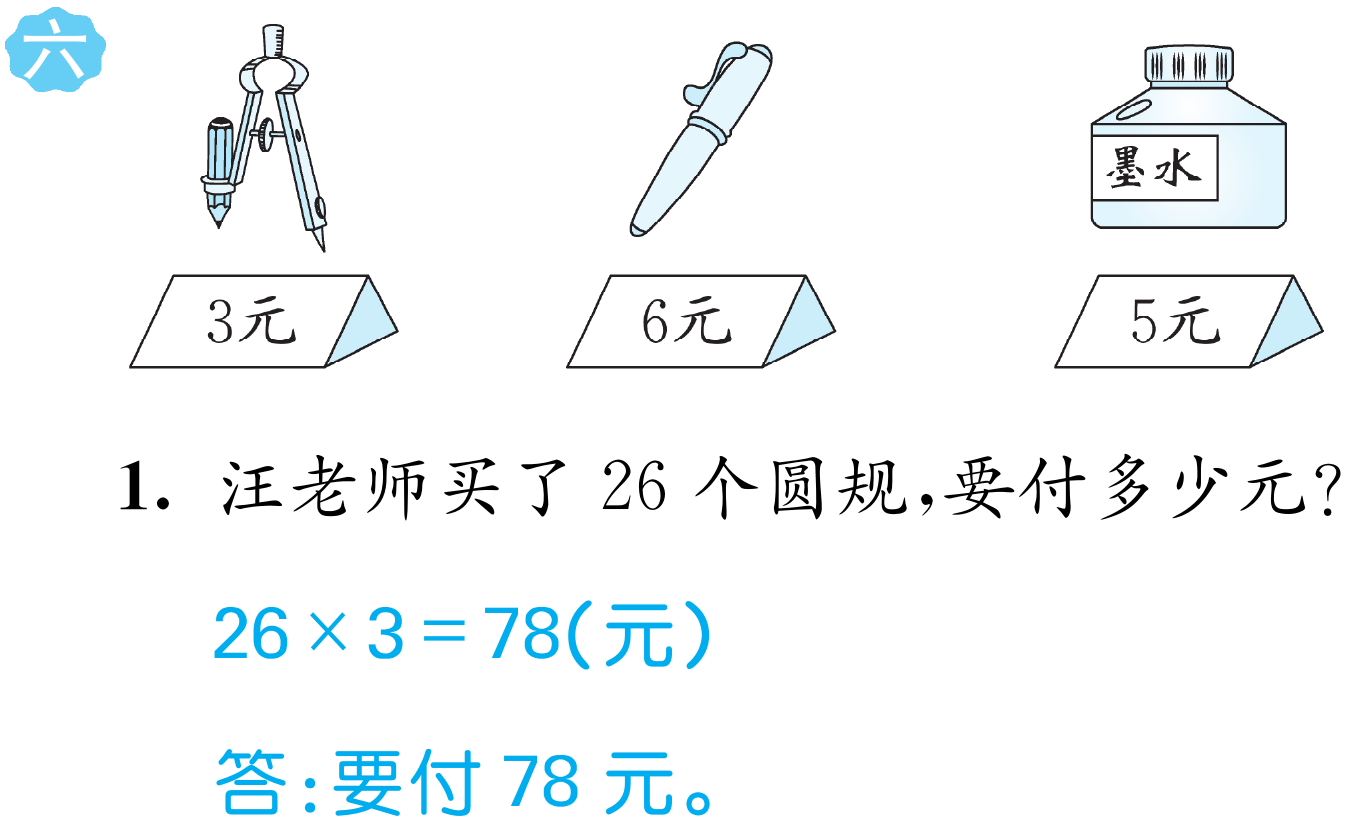 六
墨水
3元 6元 5元
1. 汪老师买了 26 个圆规,要付多少元?
26×3=78(元)
答:要付 78 元。